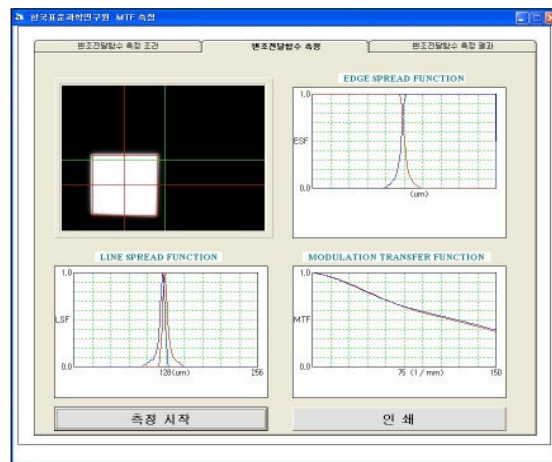 한국표준과학연구원 MTF 측정
변조전달함수 측정 조건
변조전달함수 측정
변조전달함수 측정 결과
EDGE SPREAD FUNCTION
1.0
ESF
0.0
(um)
LINE SPREAD FUNCTION
1.0
LSF
0.0
128(um)
256
MODULATION TRANSFER FUNCTION
1.0
MTF
0.0
75 (1/mm)
150
측정 시작
인 쇄